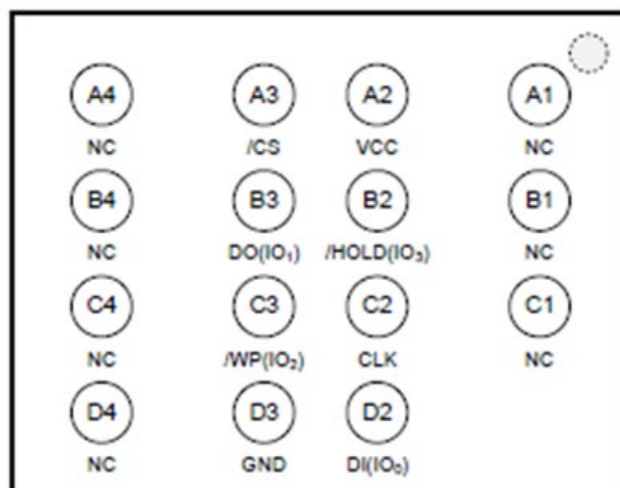 A4 A3 A2 A1
NC /CS VCC NC
B4 B3 B2 B1
NC DO(IO₁) /HOLD(IO₃) NC
C4 C3 C2 C1
NC /WP(IO₂) CLK NC
D4 D3 D2
NC GND DI(IO₀)